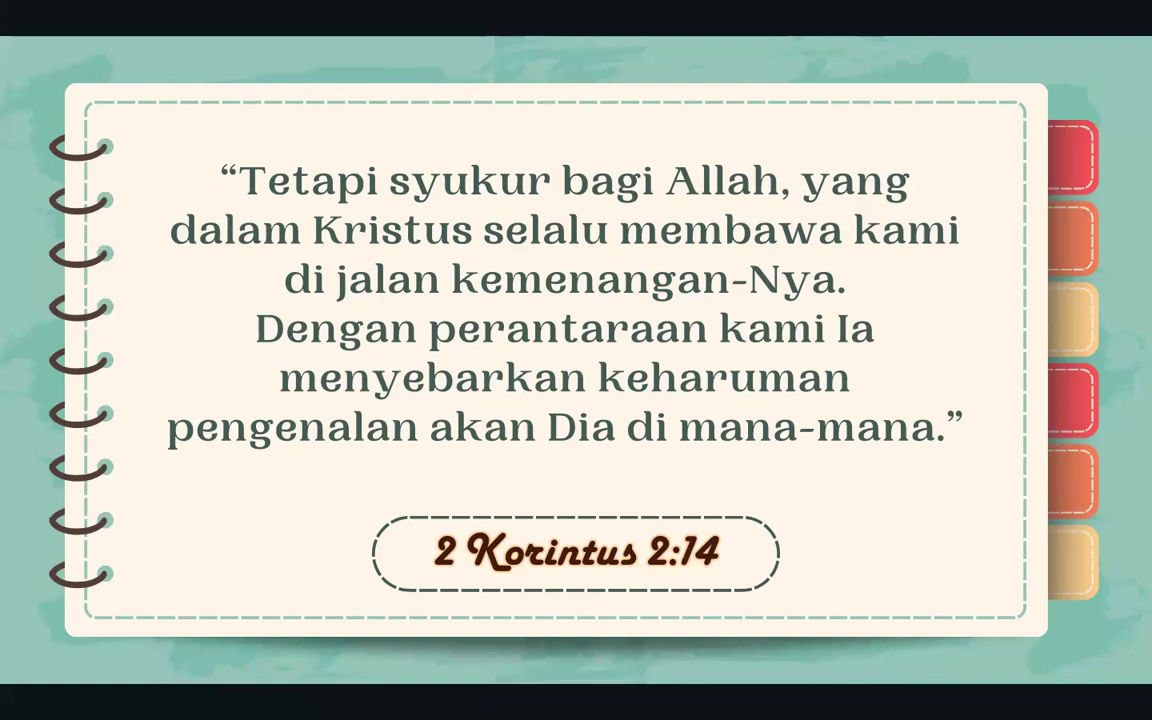 “Tetapi syukur bagi Allah, yang
dalam Kristus selalu membawa kami
di jalan kemenangan-Nya.
Dengan perantaraan kami Ia
menyebarkan keharuman
pengenalan akan Dia di mana-mana.”
2 Korintus 2:14